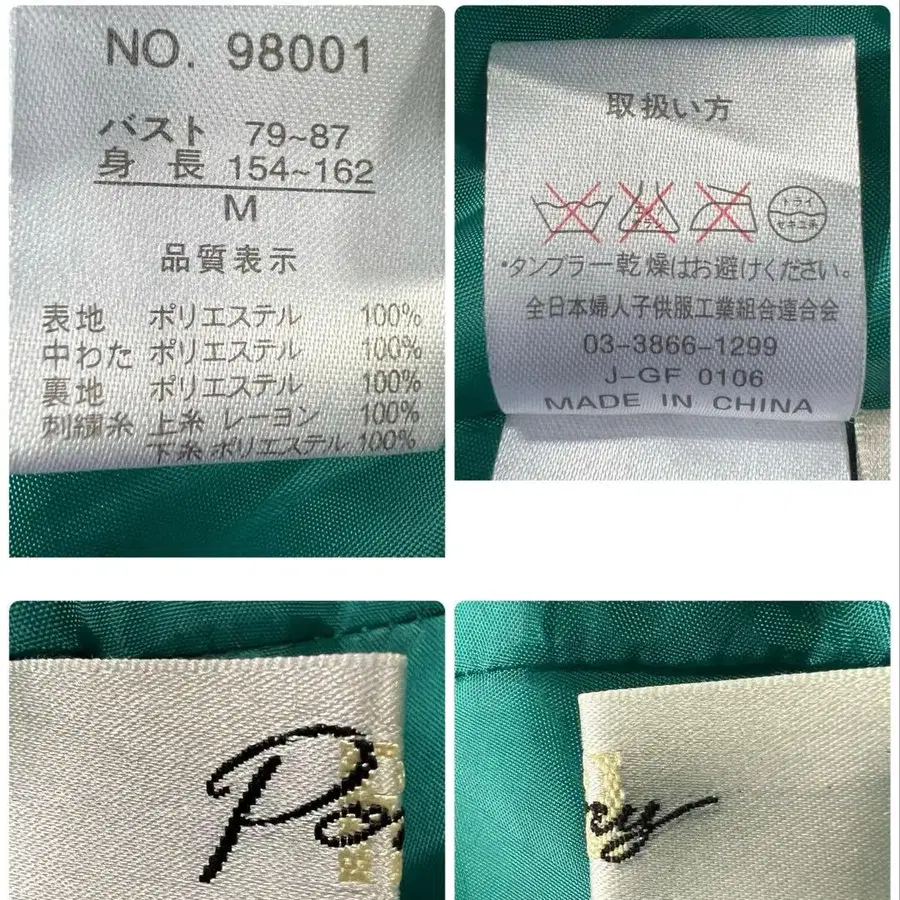 NO. 98001
バスト 79~87
身長 154~162
M
品質表示
表地 ポリエステル 100%
中わた ポリエステル 100%
裏地 ポリエステル 100%
刺繍糸 上糸 レーヨン 100%
下糸 ポリエステル 100%
取扱い方
ドライ
・タンブラー乾燥はお避けください。
全日本婦人子供服工業組合連合会
03-3866-1299
J-GF 0106
MADE IN CHINA
Po
ey